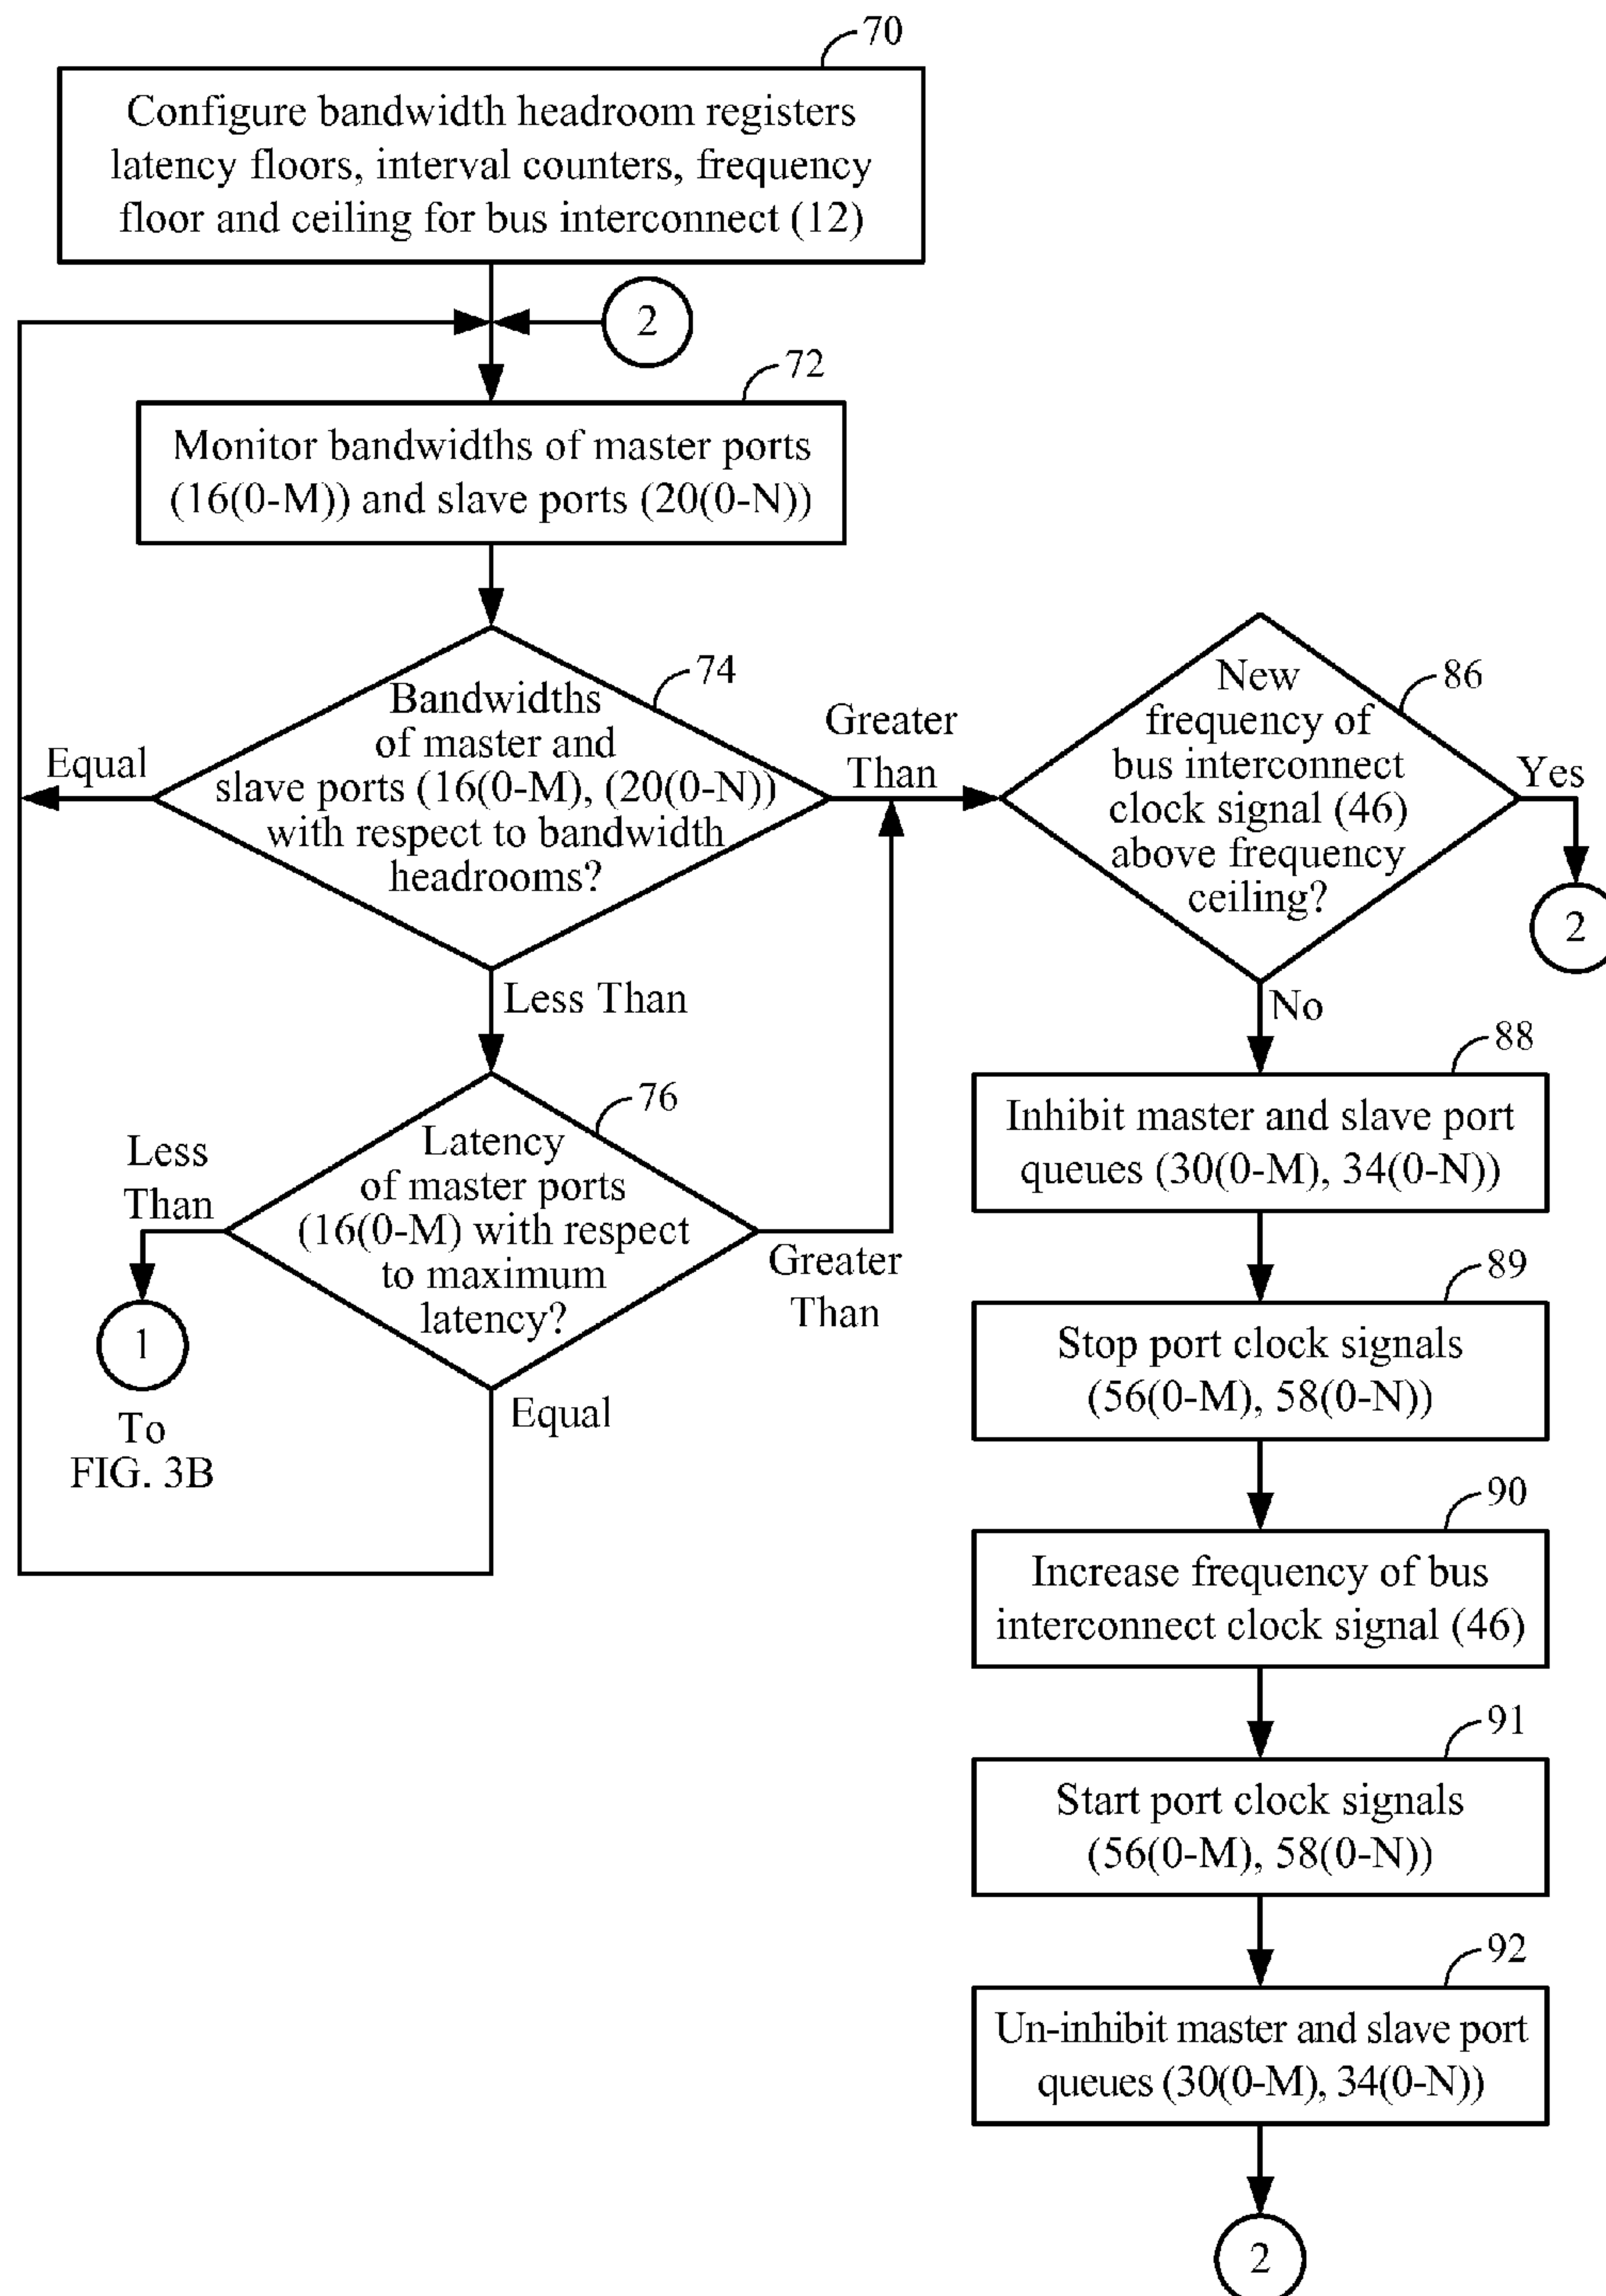 70
Configure bandwidth headroom registers
latency floors, interval counters, frequency
floor and ceiling for bus interconnect (12)
2
72
Monitor bandwidths of master ports
(16(0-M)) and slave ports (20(0-N))
74
Bandwidths
of master and
slave ports (16(0-M), (20(0-N))
with respect to bandwidth
headrooms?
Equal
Greater
Than
Less Than
76
Latency
of master ports
(16(0-M) with respect
to maximum
latency?
Less
Than
1
To
FIG. 3B
Greater
Than
Equal
86
New
frequency of
bus interconnect
clock signal (46)
above frequency
ceiling?
Yes
2
No
88
Inhibit master and slave port
queues (30(0-M), 34(0-N))
89
Stop port clock signals
(56(0-M), 58(0-N))
90
Increase frequency of bus
interconnect clock signal (46)
91
Start port clock signals
(56(0-M), 58(0-N))
92
Un-inhibit master and slave port
queues (30(0-M), 34(0-N))
2